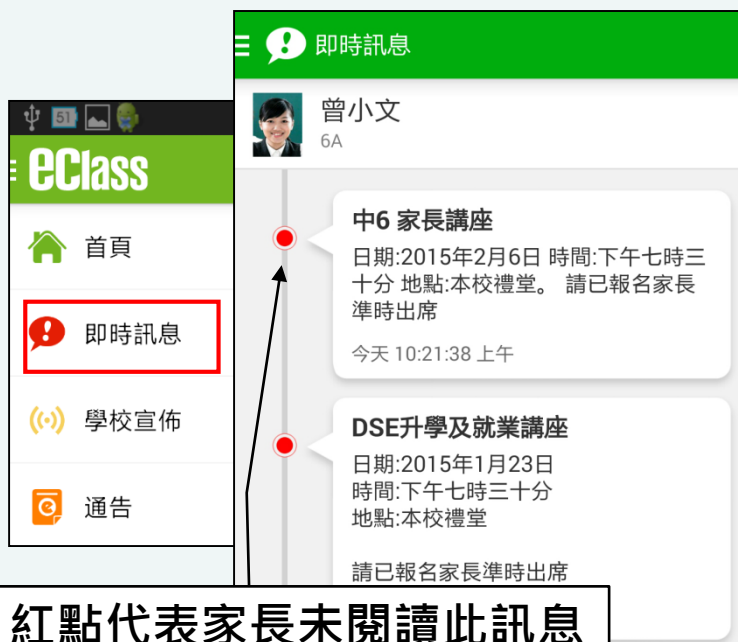 51
eClass
首頁
即時訊息
學校宣佈
通告
即時訊息
曾小文
6A
中6 家長講座
日期:2015年2月6日 時間:下午七時三
十分 地點:本校禮堂。 請已報名家長
準時出席
今天 10:21:38 上午
DSE升學及就業講座
日期:2015年1月23日
時間:下午七時三十分
地點:本校禮堂
請已報名家長準時出席
紅點代表家長未閱讀此訊息